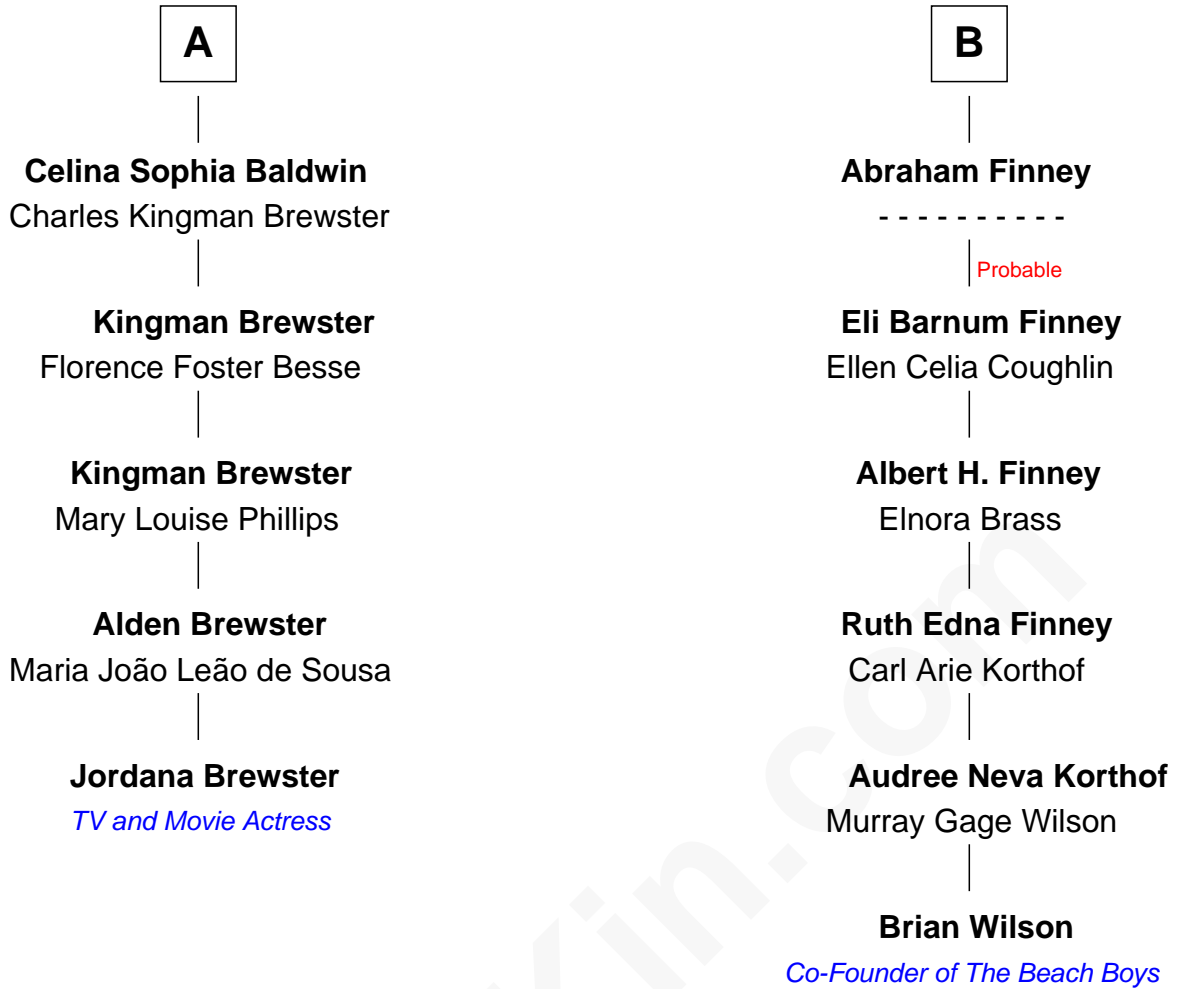 A
Celina Sophia Baldwin
Charles Kingman Brewster
Kingman Brewster
Florence Foster Besse
Kingman Brewster
Mary Louise Phillips
Alden Brewster
Maria João Leão de Sousa
Jordana Brewster
TV and Movie Actress
B
Abraham Finney
- - - - - - - - - -
Probable
Eli Barnum Finney
Ellen Celia Coughlin
Albert H. Finney
Elnora Brass
Ruth Edna Finney
Carl Arie Korthof
Audree Neva Korthof
Murray Gage Wilson
Brian Wilson
Co-Founder of The Beach Boys
Kin.com